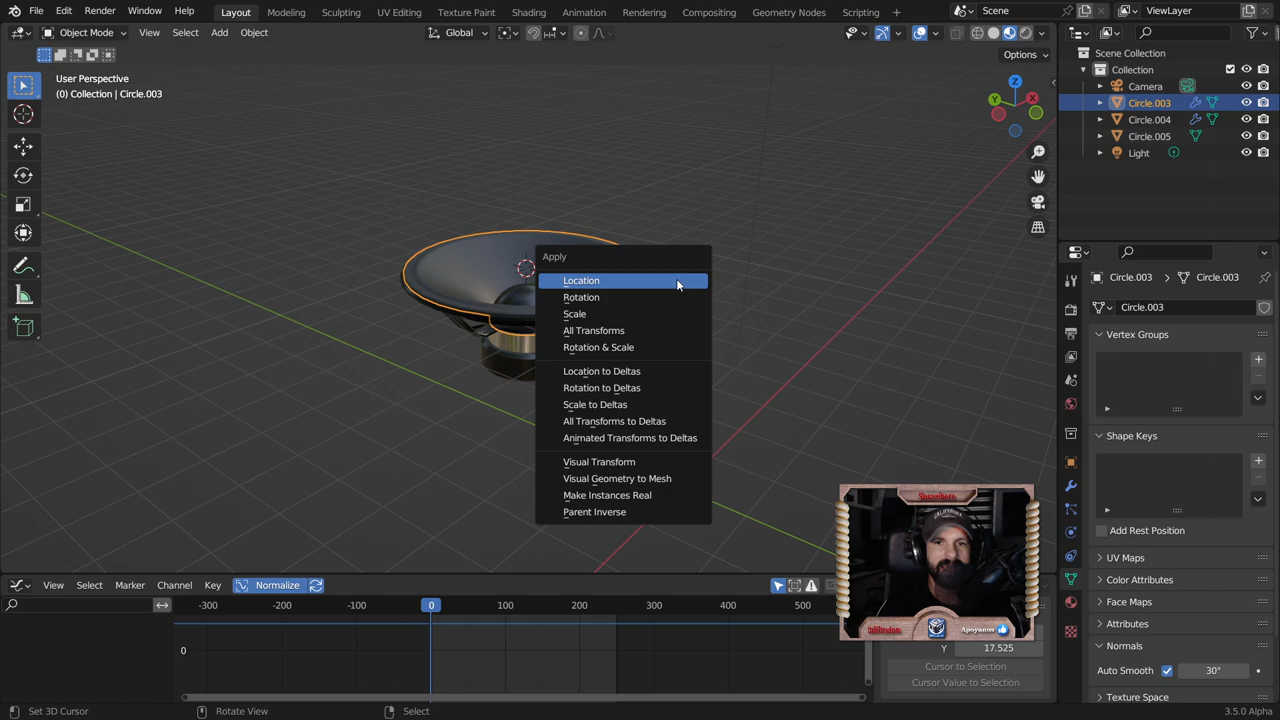 File Edit Render Window Help Layout Modeling Sculpting UV Editing Texture Paint Shading Animation Rendering Compositing Geometry Nodes Scripting Scene ViewLayer
Object Mode View Select Add Object Global
Options
User Perspective
(0) Collection | Circle.003
Z
Y
X
Scene Collection
Collection
Camera
Circle.003
Circle.004
Circle.005
Light
Apply
Location
Rotation
Scale
All Transforms
Rotation & Scale
Location to Deltas
Rotation to Deltas
Scale to Deltas
All Transforms to Deltas
Animated Transforms to Deltas
Visual Transform
Visual Geometry to Mesh
Make Instances Real
Parent Inverse
Circle.003 Circle.003
Circle.003
Vertex Groups
Shape Keys
Add Rest Position
UV Maps
Color Attributes
Face Maps
Attributes
Normals
Auto Smooth 30°
Texture Space
View Select Marker Channel Key Normalize
-300 -200 -100 0 100 200 300 400 500
0
CALIFORNIA
Apoyanos
Y 17.525
Cursor to Selection
Cursor Value to Selection
Set 3D Cursor Rotate View Select 3.5.0 Alpha